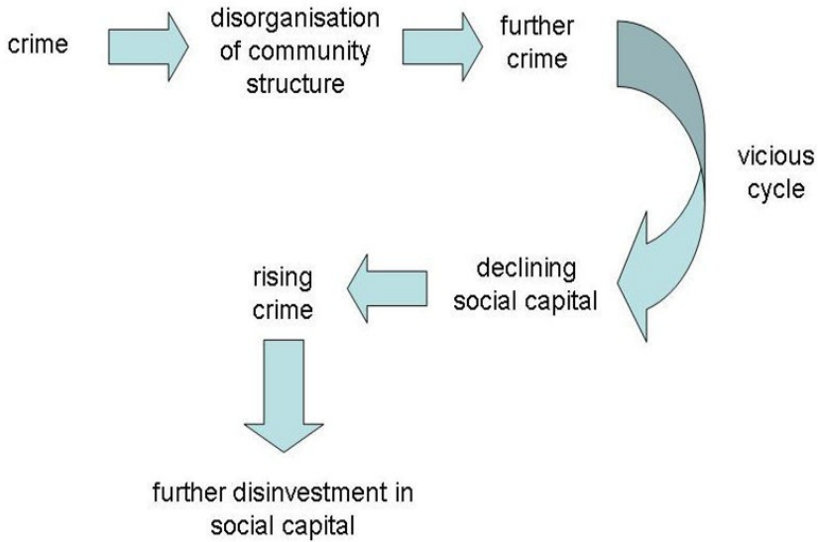 crime
disorganisation
of community
structure
further
crime
vicious
cycle
declining
social capital
rising
crime
further disinvestment in
social capital